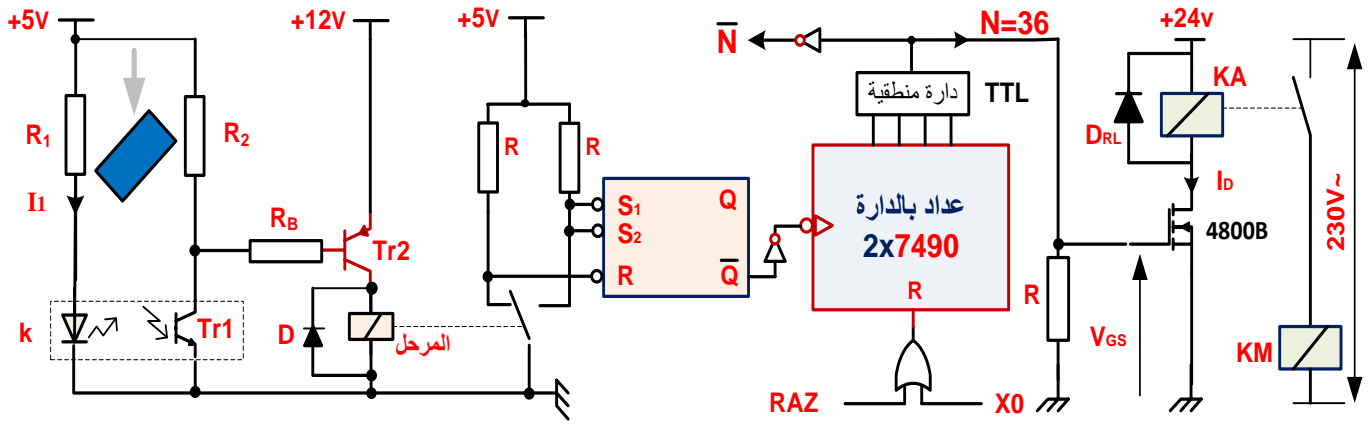 +5V
+12V
+5V
N̅
N=36
+24v
دارة منطقية
TTL
KA
R1
R2
R
R
DRL
I1
ID
230V~
S1
Q
عداد بالدارة
RB
S2
2x7490
4800B
Tr2
R
Q̅
R
R
k
Tr1
D
المرحل
VGS
KM
RAZ
X0